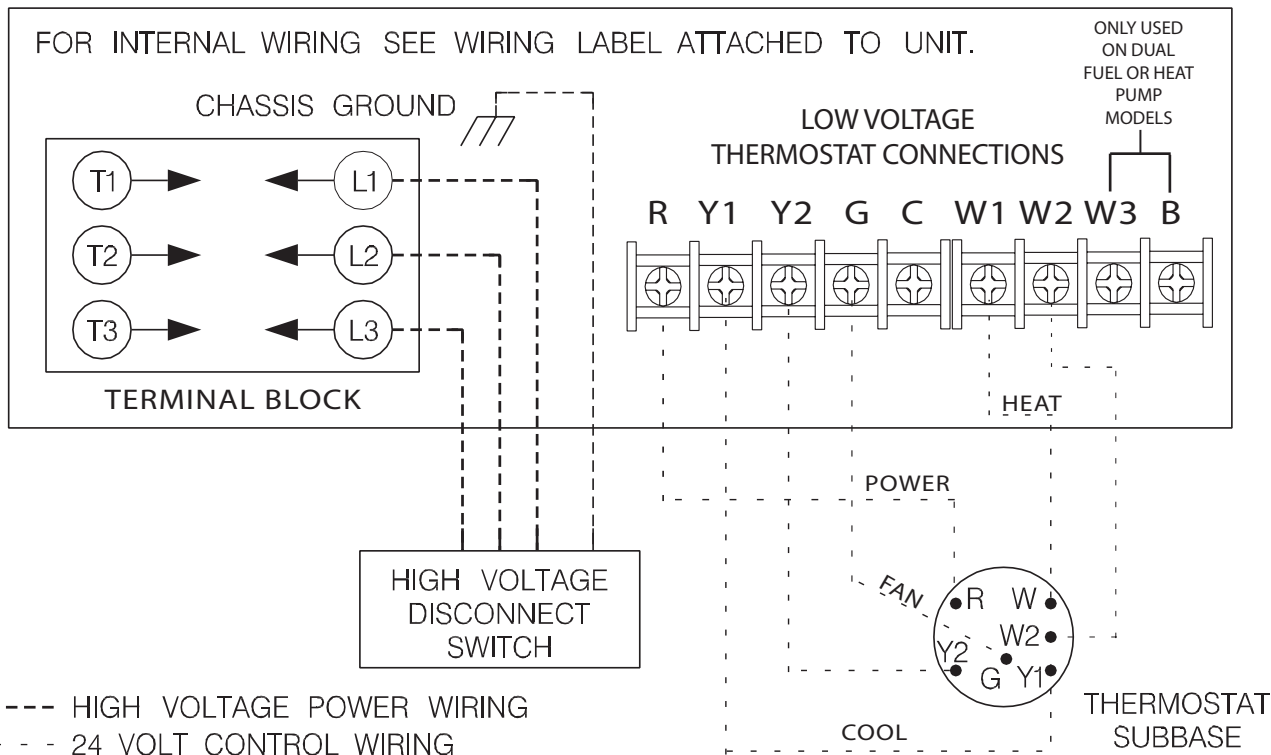 FOR INTERNAL WIRING SEE WIRING LABEL ATTACHED TO UNIT.
ONLY USED
ON DUAL
FUEL OR HEAT
PUMP
MODELS
CHASSIS GROUND
LOW VOLTAGE
THERMOSTAT CONNECTIONS
T1 L1
T2 L2
T3 L3
TERMINAL BLOCK
R Y1 Y2 G C W1 W2 W3 B
HEAT
POWER
FAN
COOL
HIGH VOLTAGE
DISCONNECT
SWITCH
R W
W2
Y2
G Y1
THERMOSTAT
SUBBASE
--- HIGH VOLTAGE POWER WIRING
- - - 24 VOLT CONTROL WIRING